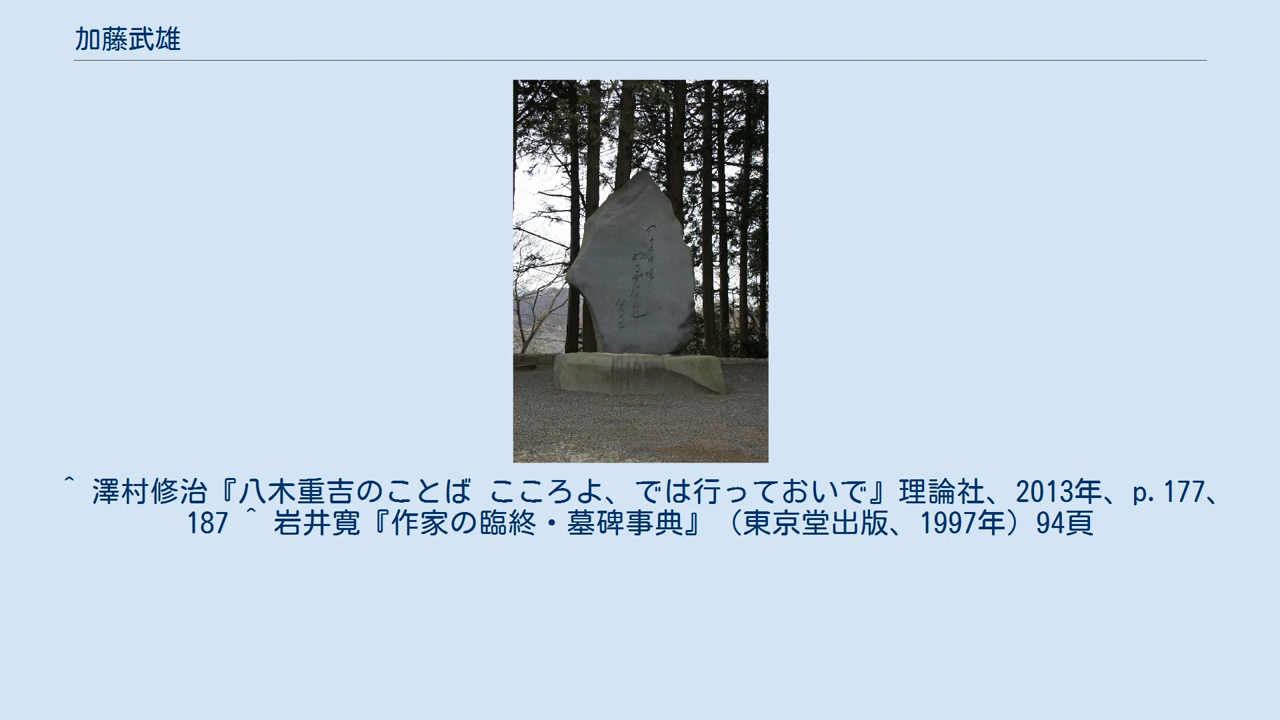 加藤武雄
^ 澤村修治『八木重吉のことば こころよ、では行っておいで』理論社、2013年、p.177、
187 ^ 岩井寛『作家の臨終・墓碑事典』（東京堂出版、1997年）94頁